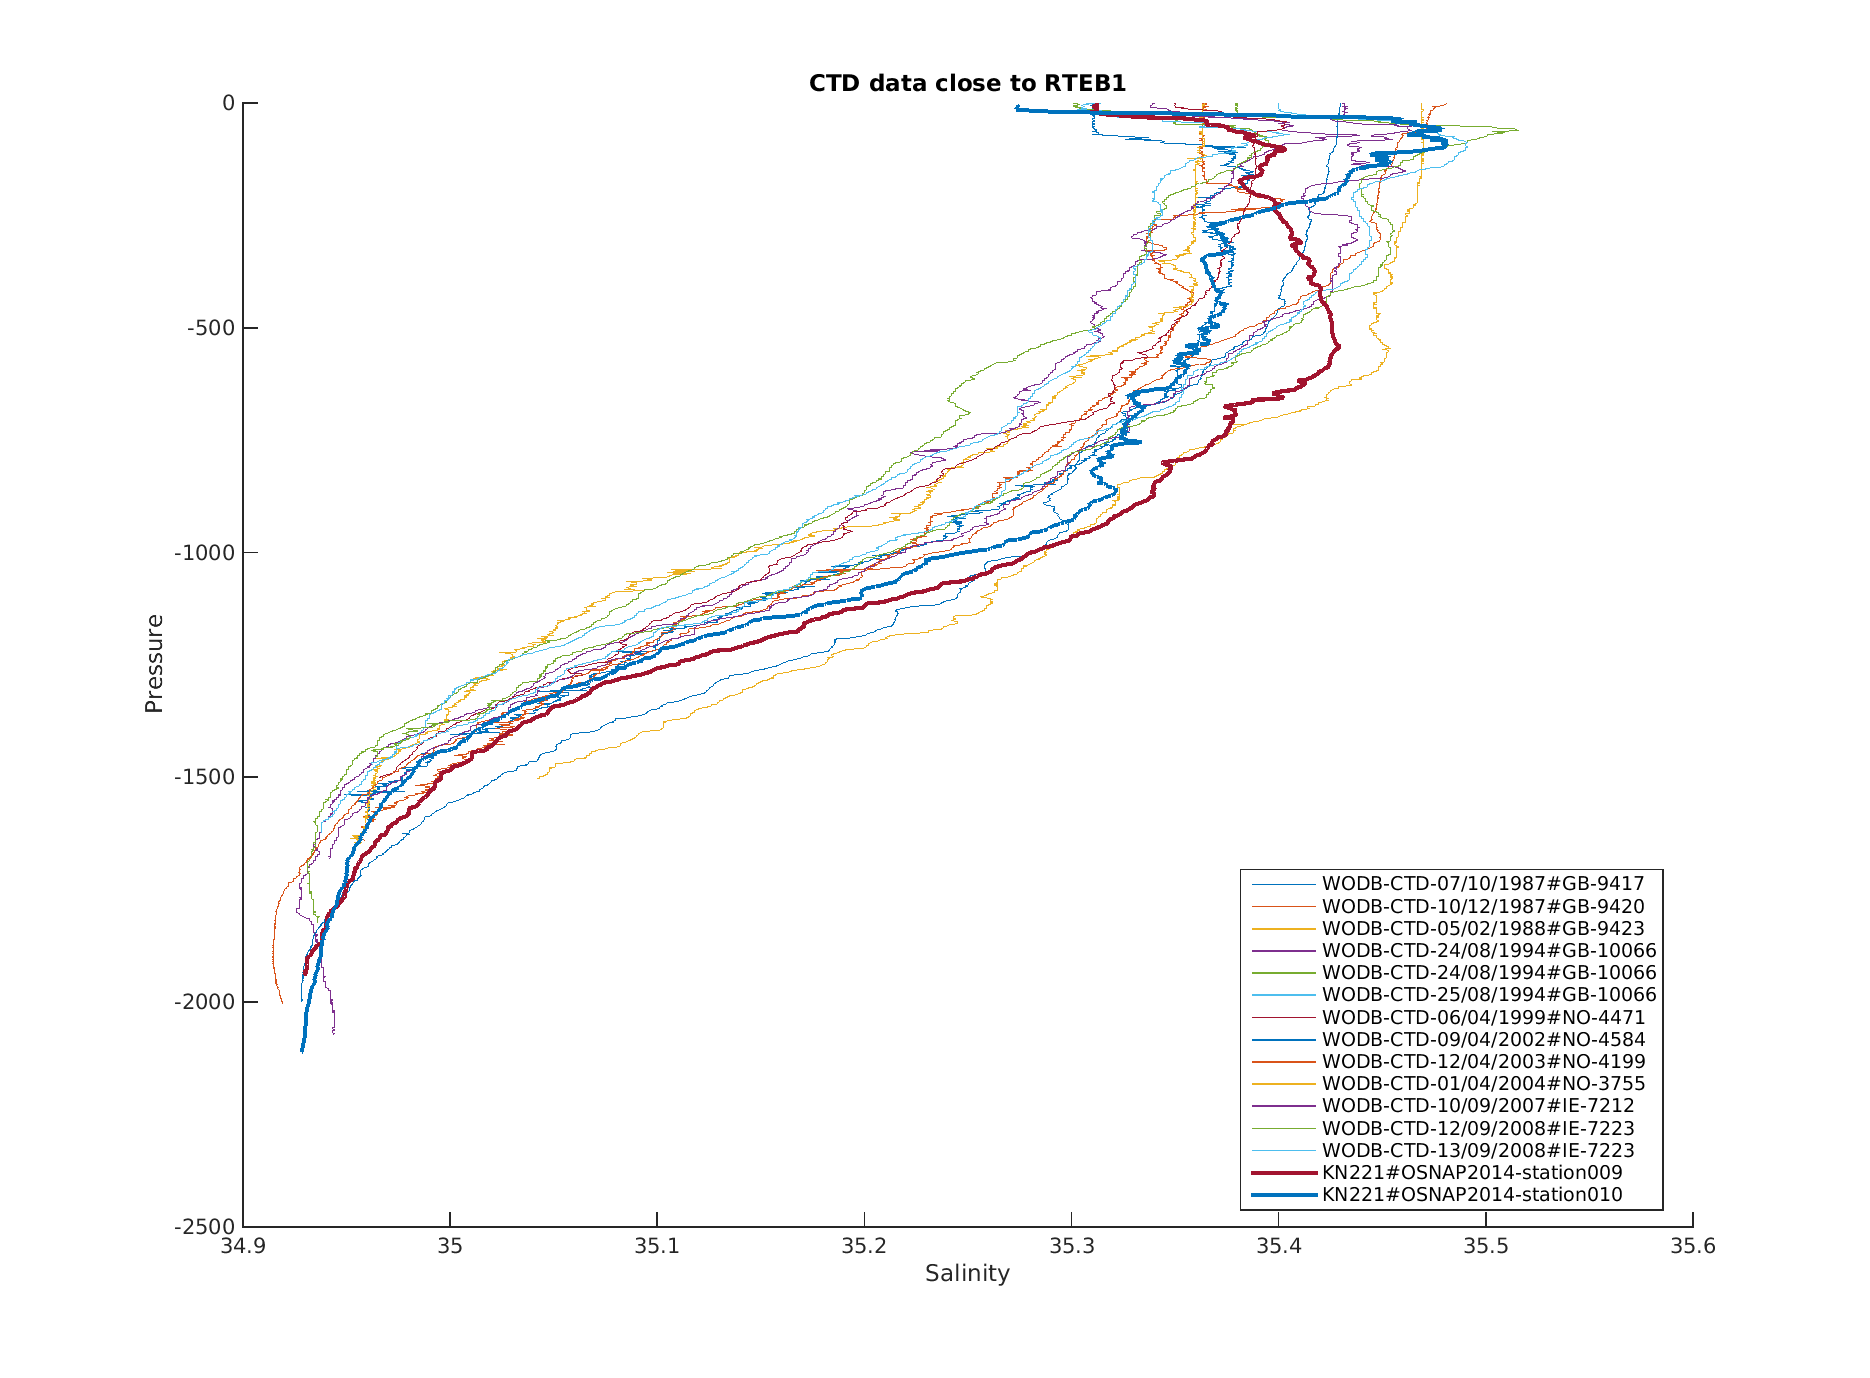 CTD data close to RTEB1
0
-500
-1000
-1500
-2000
-2500
Pressure
34.9 35 35.1 35.2 35.3 35.4 35.5 35.6
Salinity
WODB-CTD-07/10/1987#GB-9417
WODB-CTD-10/12/1987#GB-9420
WODB-CTD-05/02/1988#GB-9423
WODB-CTD-24/08/1994#GB-10066
WODB-CTD-24/08/1994#GB-10066
WODB-CTD-25/08/1994#GB-10066
WODB-CTD-06/04/1999#NO-4471
WODB-CTD-09/04/2002#NO-4584
WODB-CTD-12/04/2003#NO-4199
WODB-CTD-01/04/2004#NO-3755
WODB-CTD-10/09/2007#IE-7212
WODB-CTD-12/09/2008#IE-7223
WODB-CTD-13/09/2008#IE-7223
KN221#OSNAP2014-station009
KN221#OSNAP2014-station010